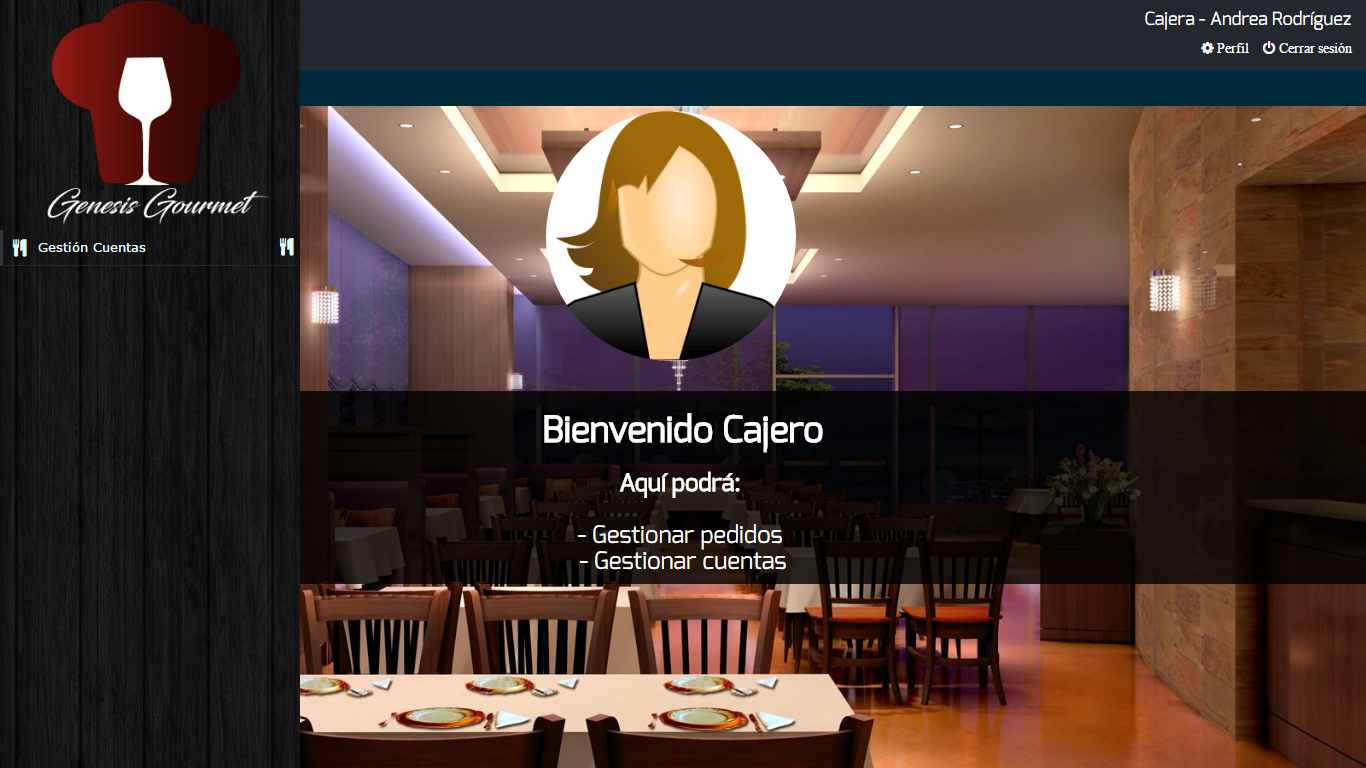 Genesis Gourmet
Gestión Cuentas
Cajera - Andrea Rodríguez
Perfil Cerrar sesión
Bienvenido Cajero
Aquí podrá:
- Gestionar pedidos
- Gestionar cuentas